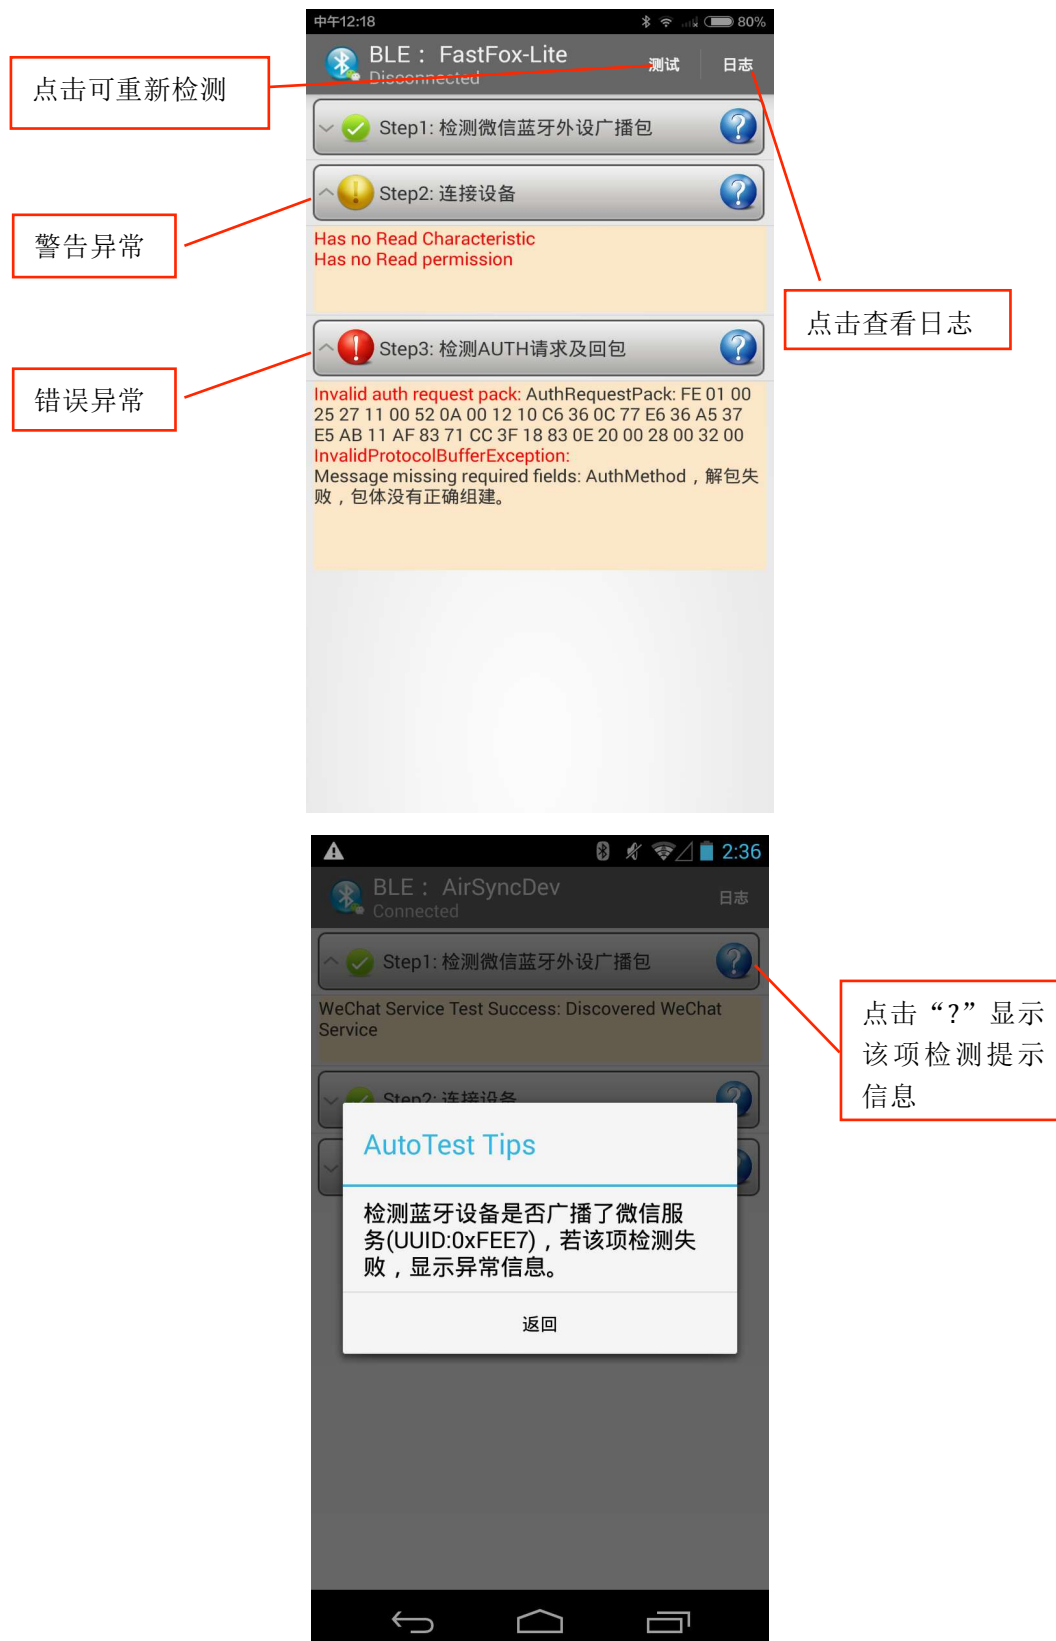 中午12:18
80%
BLE： FastFox-Lite
Disconnected
测试
日志
点击可重新检测
Step1: 检测微信蓝牙外设广播包
Step2: 连接设备
警告异常
Has no Read Characteristic
Has no Read permission
点击查看日志
Step3: 检测AUTH请求及回包
错误异常
Invalid auth request pack: AuthRequestPack: FE 01 00
25 27 11 00 52 0A 00 12 10 C6 36 0C 77 E6 36 A5 37
E5 AB 11 AF 83 71 CC 3F 18 83 0E 20 00 28 00 32 00
InvalidProtocolBufferException:
Message missing required fields: AuthMethod，解包失
败，包体没有正确组建。
2:36
BLE： AirSyncDev
Connected
日志
Step1: 检测微信蓝牙外设广播包
WeChat Service Test Success: Discovered WeChat
Service
点击“?”显示
该项检测提示
信息
Step2: 连接设备
AutoTest Tips
检测蓝牙设备是否广播了微信服
务(UUID:0xFEE7)，若该项检测失
败，显示异常信息。
返回